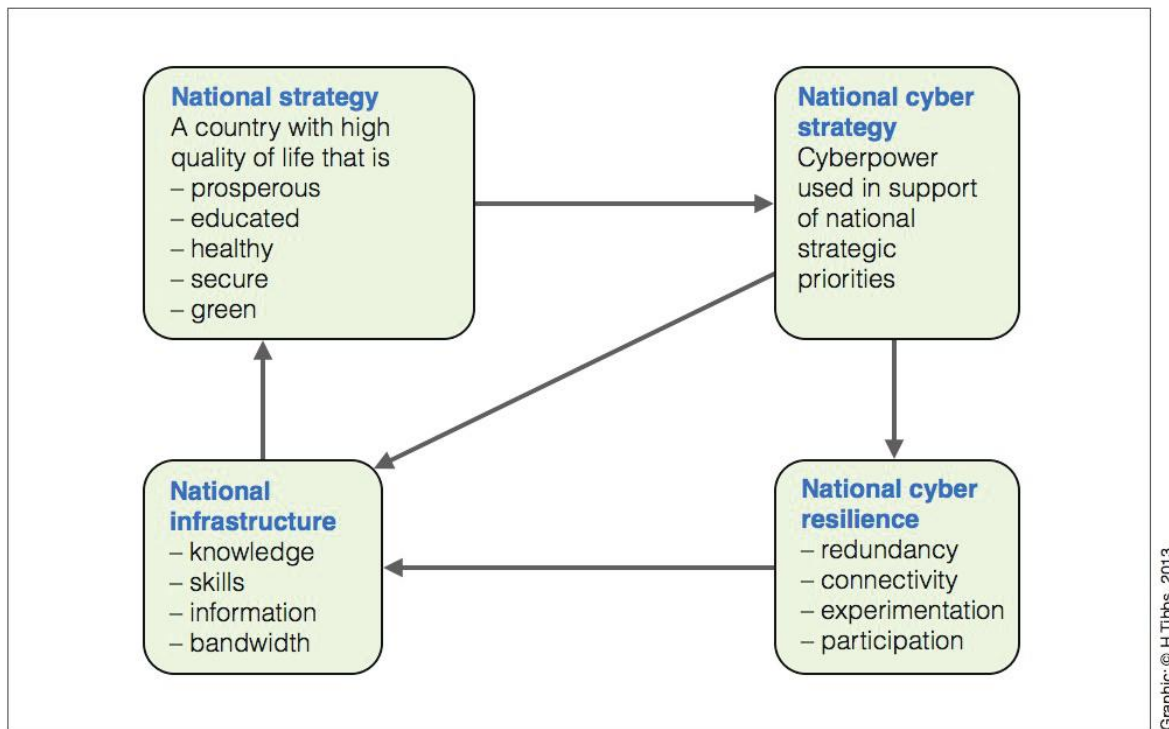 National strategy
A country with high
quality of life that is
– prosperous
– educated
– healthy
– secure
– green
National cyber
strategy
Cyberpower
used in support
of national
strategic
priorities
National
infrastructure
– knowledge
– skills
– information
– bandwidth
National cyber
resilience
– redundancy
– connectivity
– experimentation
– participation
Graphic: © H Tibbs, 2013